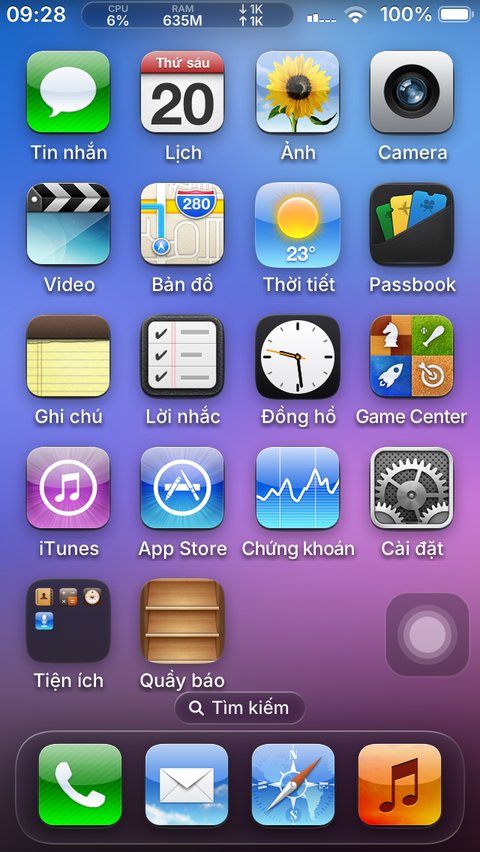 09:28 CPU 6% RAM 635M ↓1K ↑1K 100%
Thứ sáu
20
Tin nhắn Lịch Ảnh Camera
280
23°
Video Bản đồ Thời tiết Passbook
Ghi chú Lời nhắc Đồng hồ Game Center
iTunes App Store Chứng khoán Cài đặt
Tiện ích Quầy báo
Tìm kiếm
N